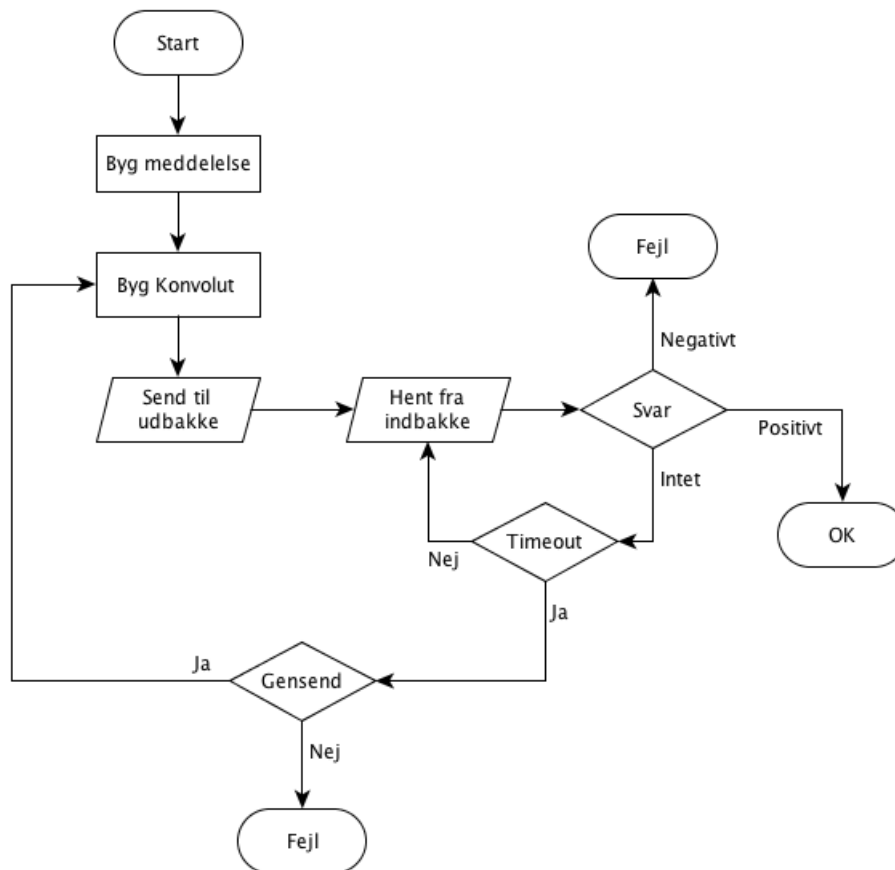 Start
Byg meddelelse
Fejl
Byg Konvolut
Negativt
Send til
udbakke
Hent fra
indbakke
Svar
Positivt
Intet
Timeout
OK
Nej
Ja
Ja
Gensend
Nej
Fejl